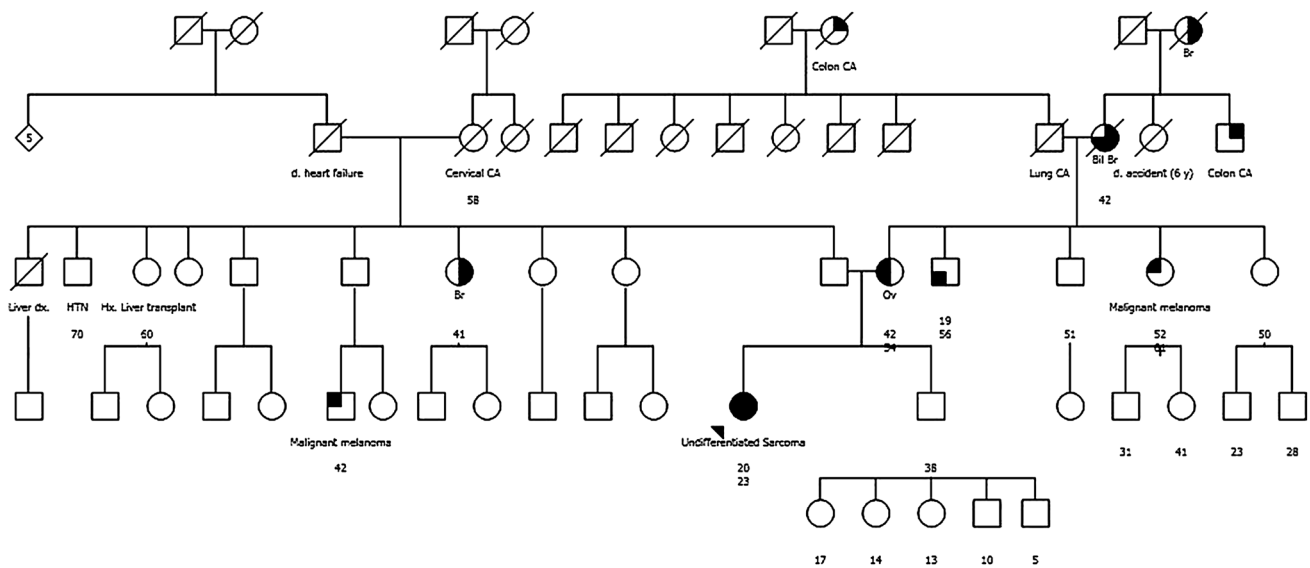 Colon CA
Br
5
Bil Br
d. heart failure
Cervical CA
Lung CA
d. accident (6 y)
Colon CA
58
42
Br
Ov
Liver dx.
HTN
Hx. Liver transplant
Malignant melanoma
19
70
60
41
42
56
51
52
50
Malignant melanoma
Undifferentiated Sarcoma
31
41
23
28
42
20
38
23
17
14
13
10
5